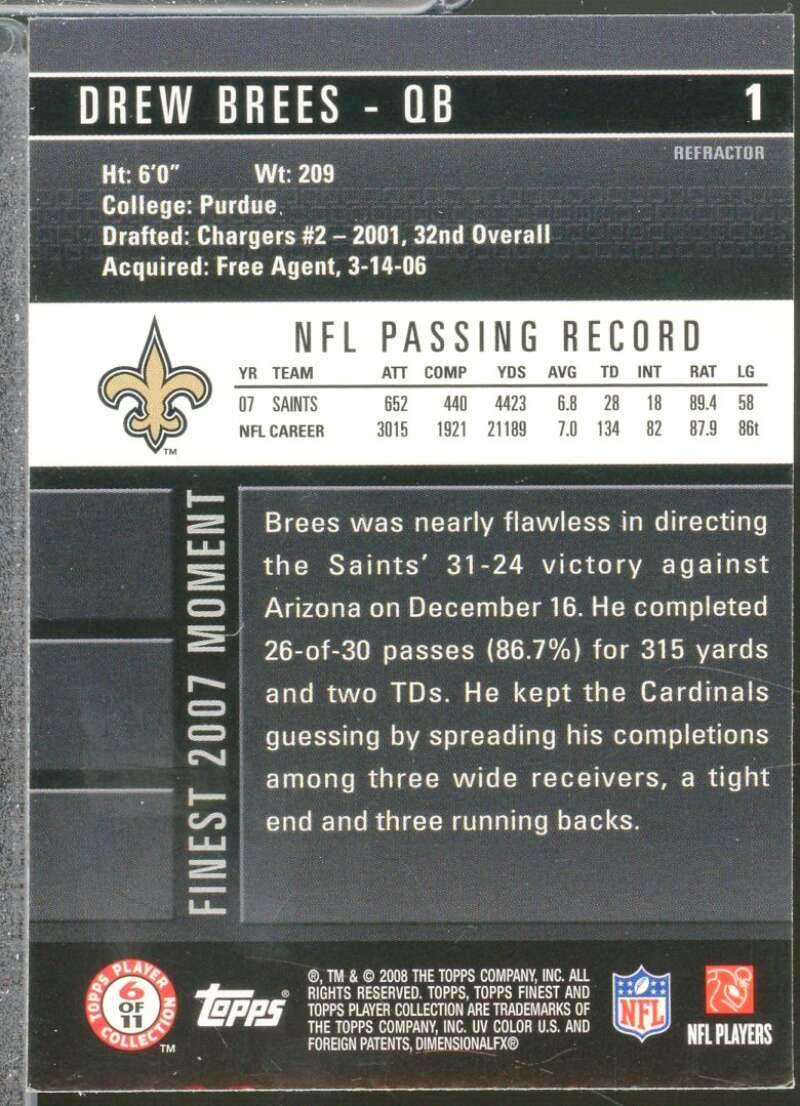 DREW BREES - QB 1
REFRACTOR
Ht: 6'0" Wt: 209
College: Purdue
Drafted: Chargers #2 – 2001, 32nd Overall
Acquired: Free Agent, 3-14-06
NFL PASSING RECORD
YR TEAM ATT COMP YDS AVG TD INT RAT LG
07 SAINTS 652 440 4423 6.8 28 18 89.4 58
NFL CAREER 3015 1921 21189 7.0 134 82 87.9 86t
TM
FINEST 2007 MOMENT
Brees was nearly flawless in directing
the Saints' 31-24 victory against
Arizona on December 16. He completed
26-of-30 passes (86.7%) for 315 yards
and two TDs. He kept the Cardinals
guessing by spreading his completions
among three wide receivers, a tight
end and three running backs.
TOPPS PLAYER
6
OF
11
COLLECTION
TM
Topps®
®, TM & © 2008 THE TOPPS COMPANY, INC. ALL
RIGHTS RESERVED. TOPPS, TOPPS FINEST AND
TOPPS PLAYER COLLECTION ARE TRADEMARKS OF
THE TOPPS COMPANY, INC. UV COLOR U.S. AND
FOREIGN PATENTS, DIMENSIONALFX®
NFL
NFL PLAYERS